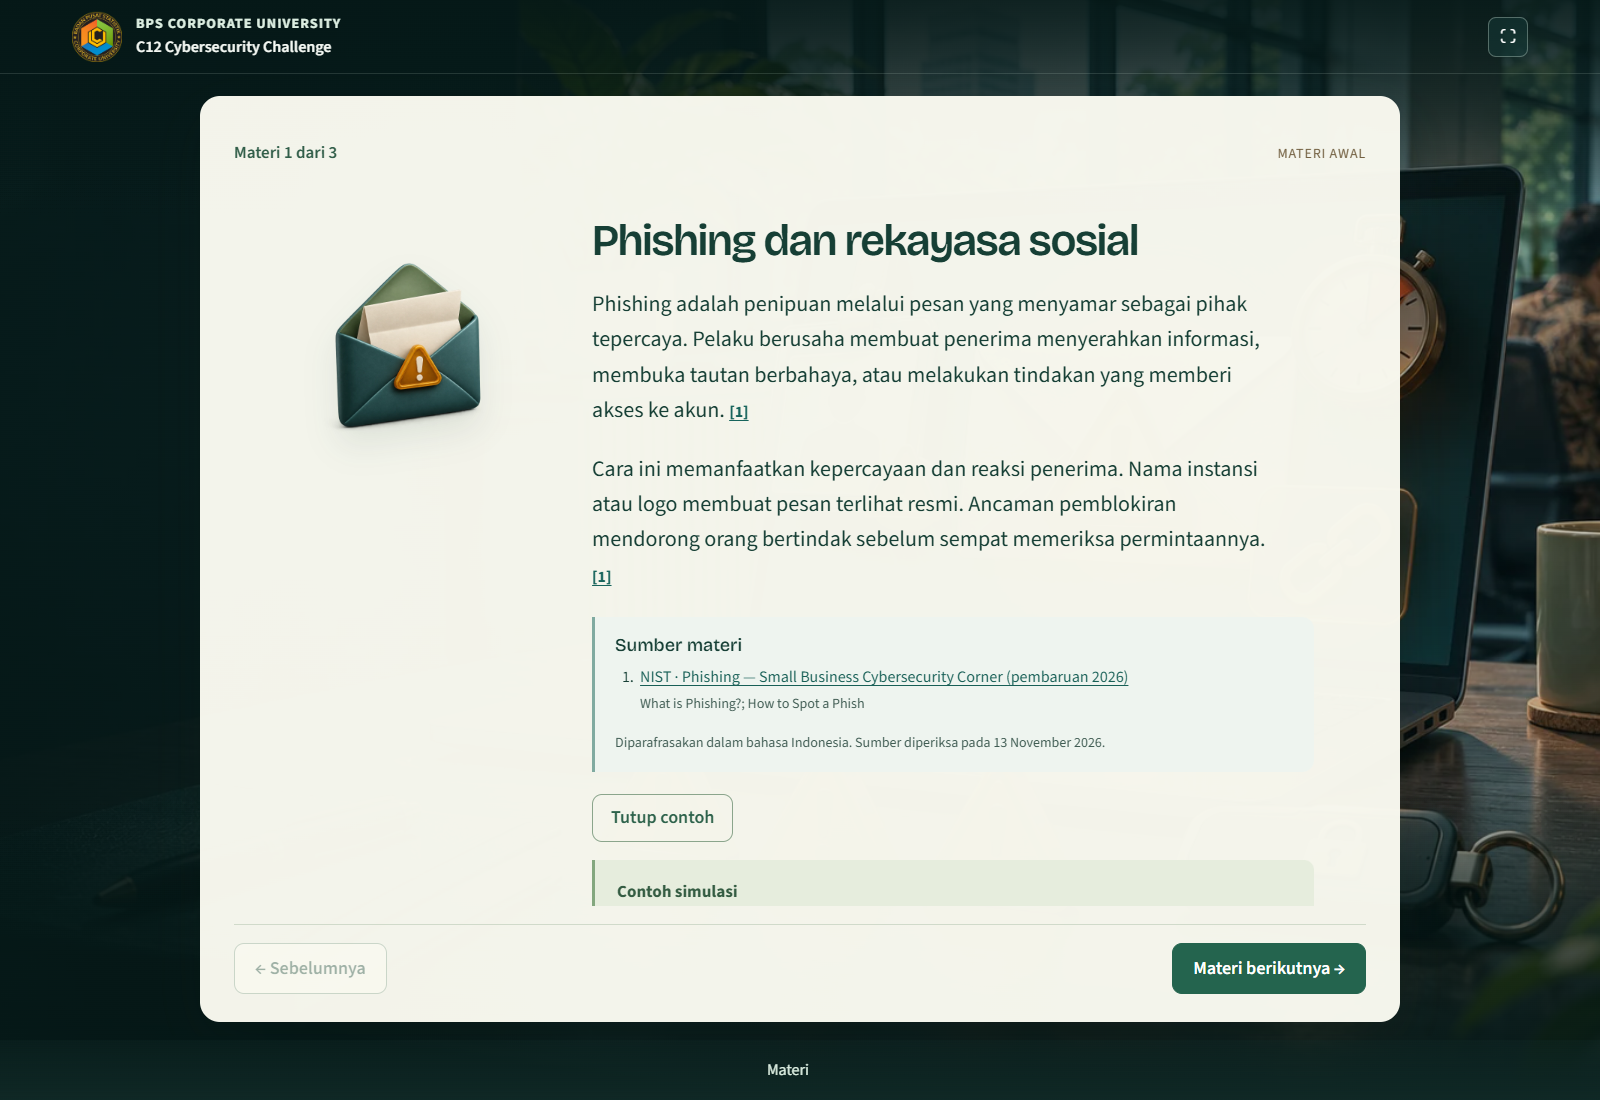 BPS CORPORATE UNIVERSITY
C12 Cybersecurity Challenge
Materi 1 dari 3
MATERI AWAL
Phishing dan rekayasa sosial
Phishing adalah penipuan melalui pesan yang menyamar sebagai pihak
tepercaya. Pelaku berusaha membuat penerima menyerahkan informasi,
membuka tautan berbahaya, atau melakukan tindakan yang memberi
akses ke akun. [1]
Cara ini memanfaatkan kepercayaan dan reaksi penerima. Nama instansi
atau logo membuat pesan terlihat resmi. Ancaman pemblokiran
mendorong orang bertindak sebelum sempat memeriksa permintaannya.
[1]
Sumber materi
1. NIST · Phishing — Small Business Cybersecurity Corner (pembaruan 2026)
What is Phishing?; How to Spot a Phish
Diparafrasakan dalam bahasa Indonesia. Sumber diperiksa pada 13 November 2026.
Tutup contoh
Contoh simulasi
← Sebelumnya
Materi berikutnya →
Materi